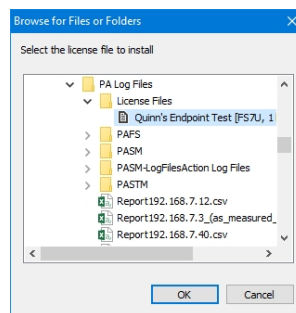 Browse for Files or Folders
Select the license file to install
PA Log Files
License Files
Quinn's Endpoint Test [FS7U, 1
PAFS
PASM
PASM-LogFilesAction Log Files
PASTM
Report192.168.7.12.csv
Report192.168.7.3_(as_measured_
Report192.168.7.40.csv
OK Cancel